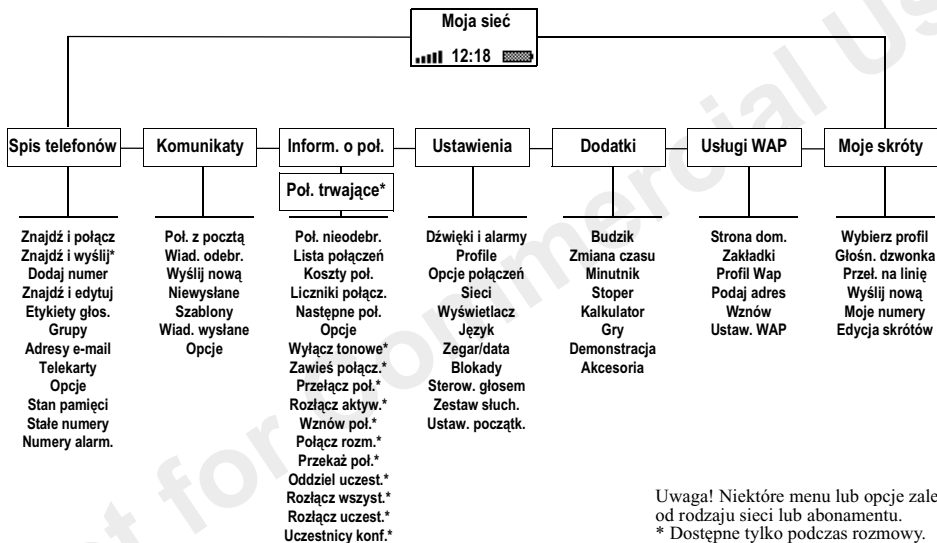 Moja sieć
12:18
Spis telefonów
Komunikaty
Inform. o poł.
Ustawienia
Dodatki
Usługi WAP
Moje skróty
Poł. trwające*
Znajdź i połącz
Znajdź i wyślij*
Dodaj numer
Znajdź i edytuj
Etykiety głos.
Grupy
Adresy e-mail
Telekarty
Opcje
Stan pamięci
Stałe numery
Numery alarm.
Poł. z pocztą
Wiad. odebr.
Wyślij nową
Niewysłane
Szablony
Wiad. wysłane
Opcje
Poł. nieodebr.
Lista połączeń
Koszty poł.
Liczniki połącz.
Następne poł.
Opcje
Wyłącz tonowe*
Zawieś połącz.*
Przełącz poł.*
Rozłącz aktyw.*
Wznów poł.*
Połącz rozm.*
Przekaż poł.*
Oddziel uczest.*
Rozłącz wszyst.*
Rozłącz uczest.*
Uczestnicy konf.*
Dźwięki i alarmy
Profile
Opcje połączeń
Sieci
Wyświetlacz
Język
Zegar/data
Blokady
Sterow. głosem
Zestaw słuch.
Ustaw. początk.
Budzik
Zmiana czasu
Minutnik
Stoper
Kalkulator
Gry
Demonstracja
Akcesoria
Strona dom.
Zakładki
Profil Wap
Podaj adres
Wznów
Ustaw. WAP
Wybierz profil
Głośn. dzwonka
Przeł. na linię
Wyślij nową
Moje numery
Edycja skrótów
Uwaga! Niektóre menu lub opcje zale
od rodzaju sieci lub abonamentu.
* Dostępne tylko podczas rozmowy.
t for Commercial Us